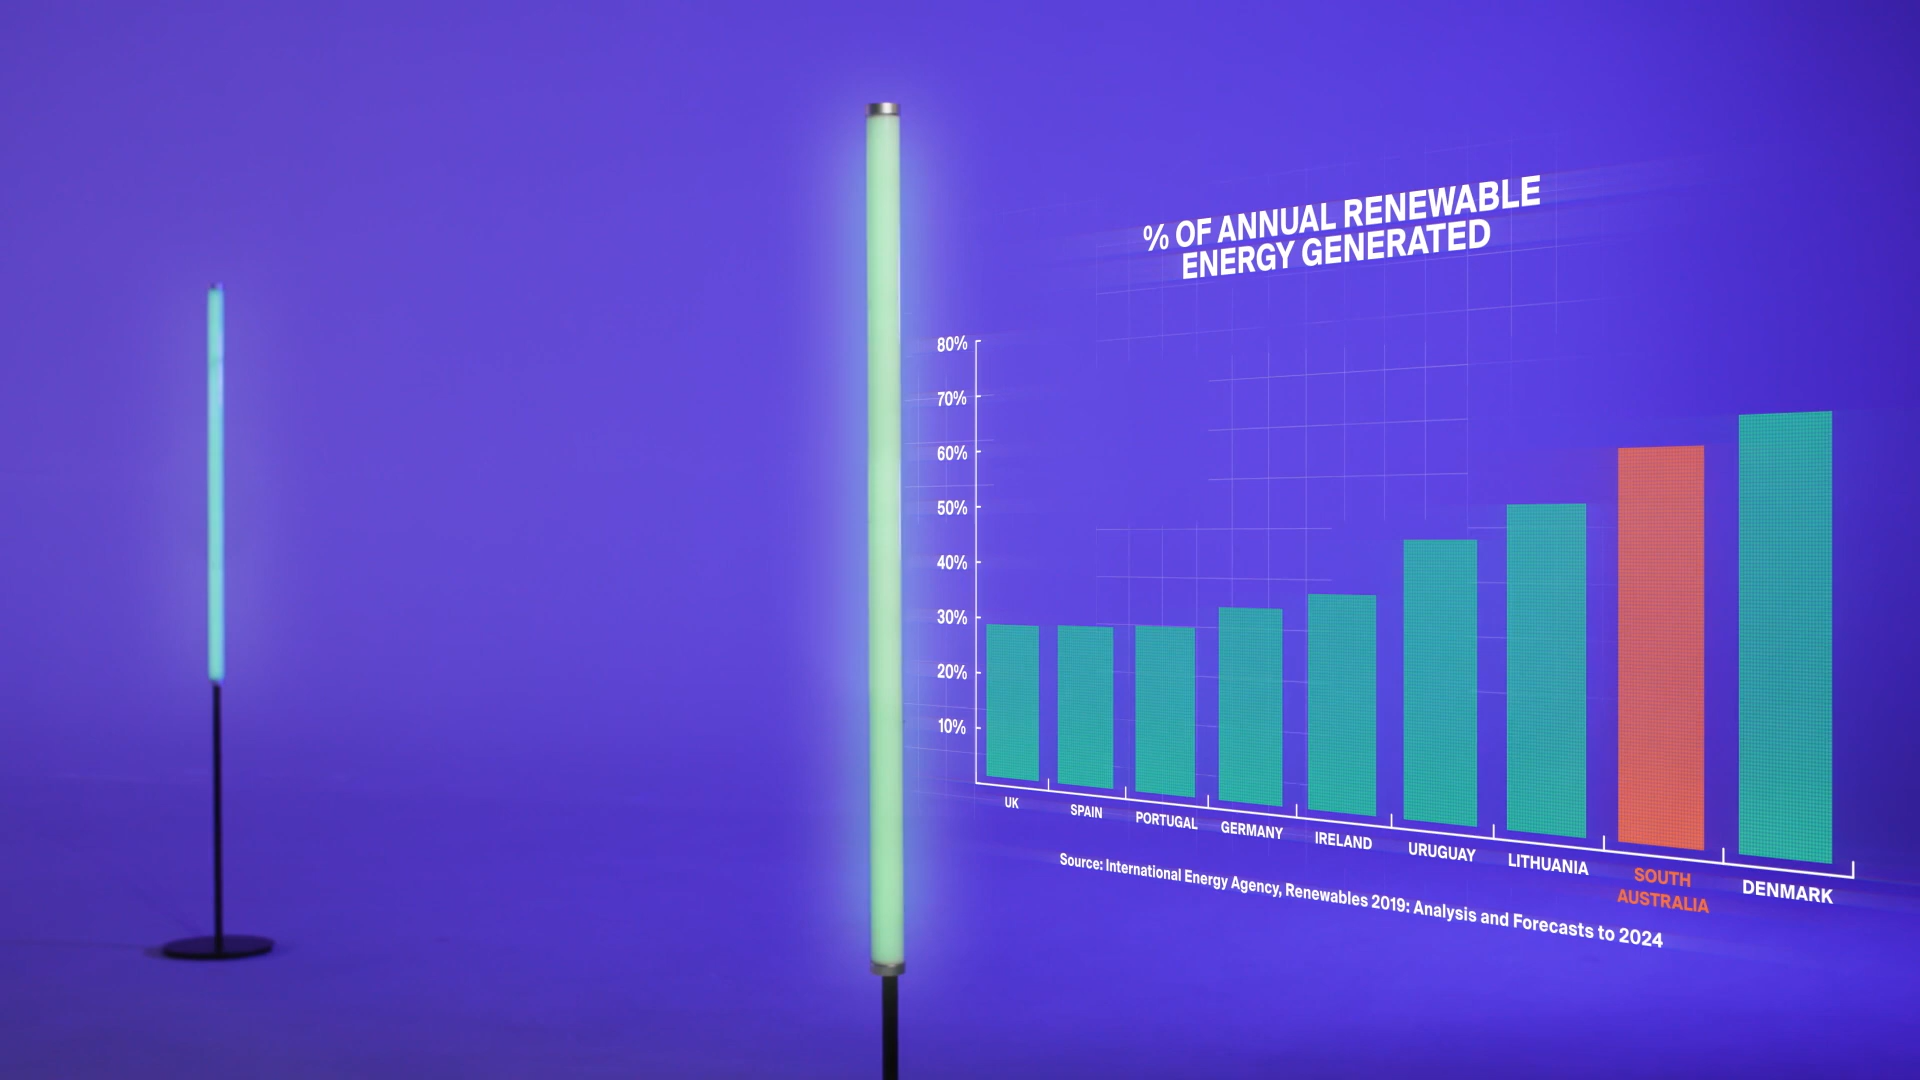 % OF ANNUAL RENEWABLE
ENERGY GENERATED
80%
70%
60%
50%
40%
30%
20%
10%
UK
SPAIN
PORTUGAL
GERMANY
IRELAND
URUGUAY
LITHUANIA
SOUTH
AUSTRALIA
DENMARK
Source: International Energy Agency, Renewables 2019: Analysis and Forecasts to 2024